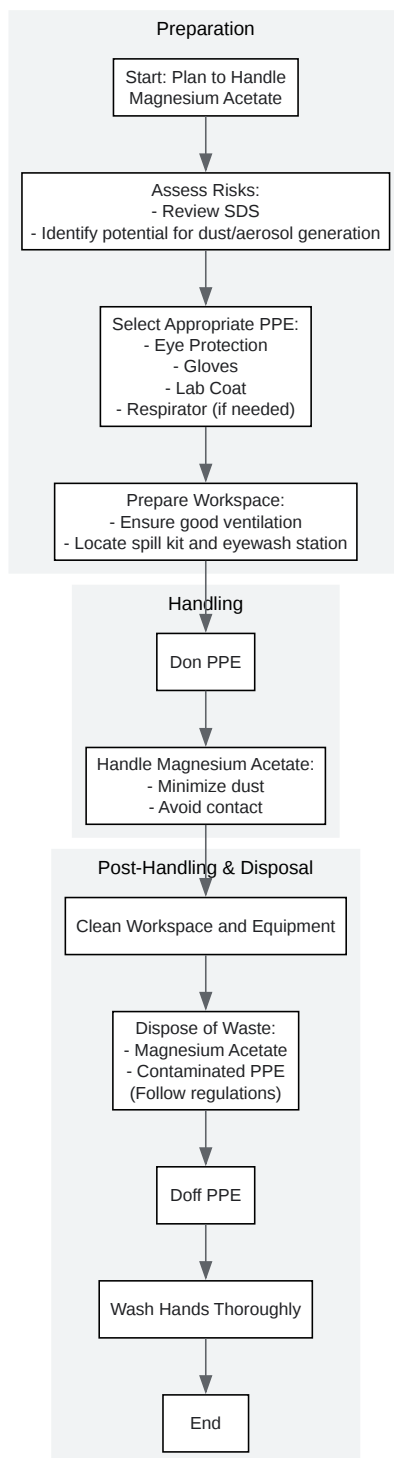 Preparation
Start: Plan to Handle
Magnesium Acetate
Assess Risks:
- Review SDS
- Identify potential for dust/aerosol generation
Select Appropriate PPE:
- Eye Protection
- Gloves
- Lab Coat
- Respirator (if needed)
Prepare Workspace:
- Ensure good ventilation
- Locate spill kit and eyewash station
Handling
Don PPE
Handle Magnesium Acetate:
- Minimize dust
- Avoid contact
Post-Handling & Disposal
Clean Workspace and Equipment
Dispose of Waste:
- Magnesium Acetate
- Contaminated PPE
(Follow regulations)
Doff PPE
Wash Hands Thoroughly
End